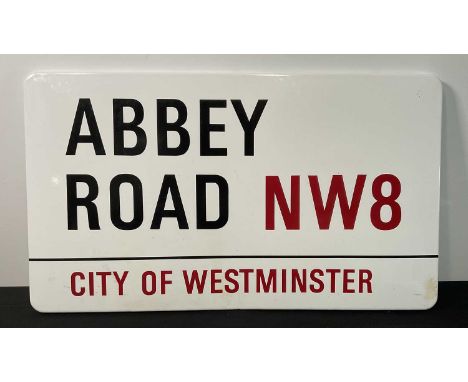 ABBEY
ROAD NW8
CITY OF WESTMINSTER